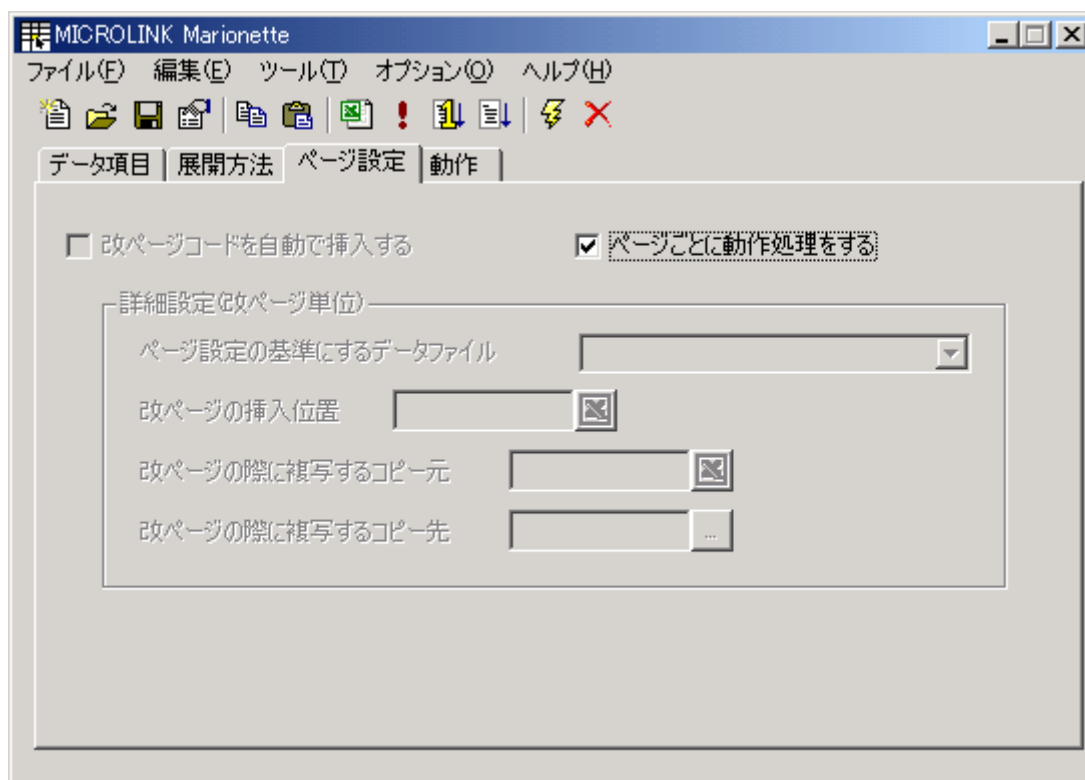 MICROLINK Marionette
ファイル(F) 編集(E) ツール(T) オプション(O) ヘルプ(H)
データ項目 展開方法 ページ設定 動作
改ページコードを自動で挿入する ページごとに動作処理をする
詳細設定(改ページ単位)
ページ設定の基準にするデータファイル
改ページの挿入位置
改ページの際に複写するコピー元
改ページの際に複写するコピー先 ...